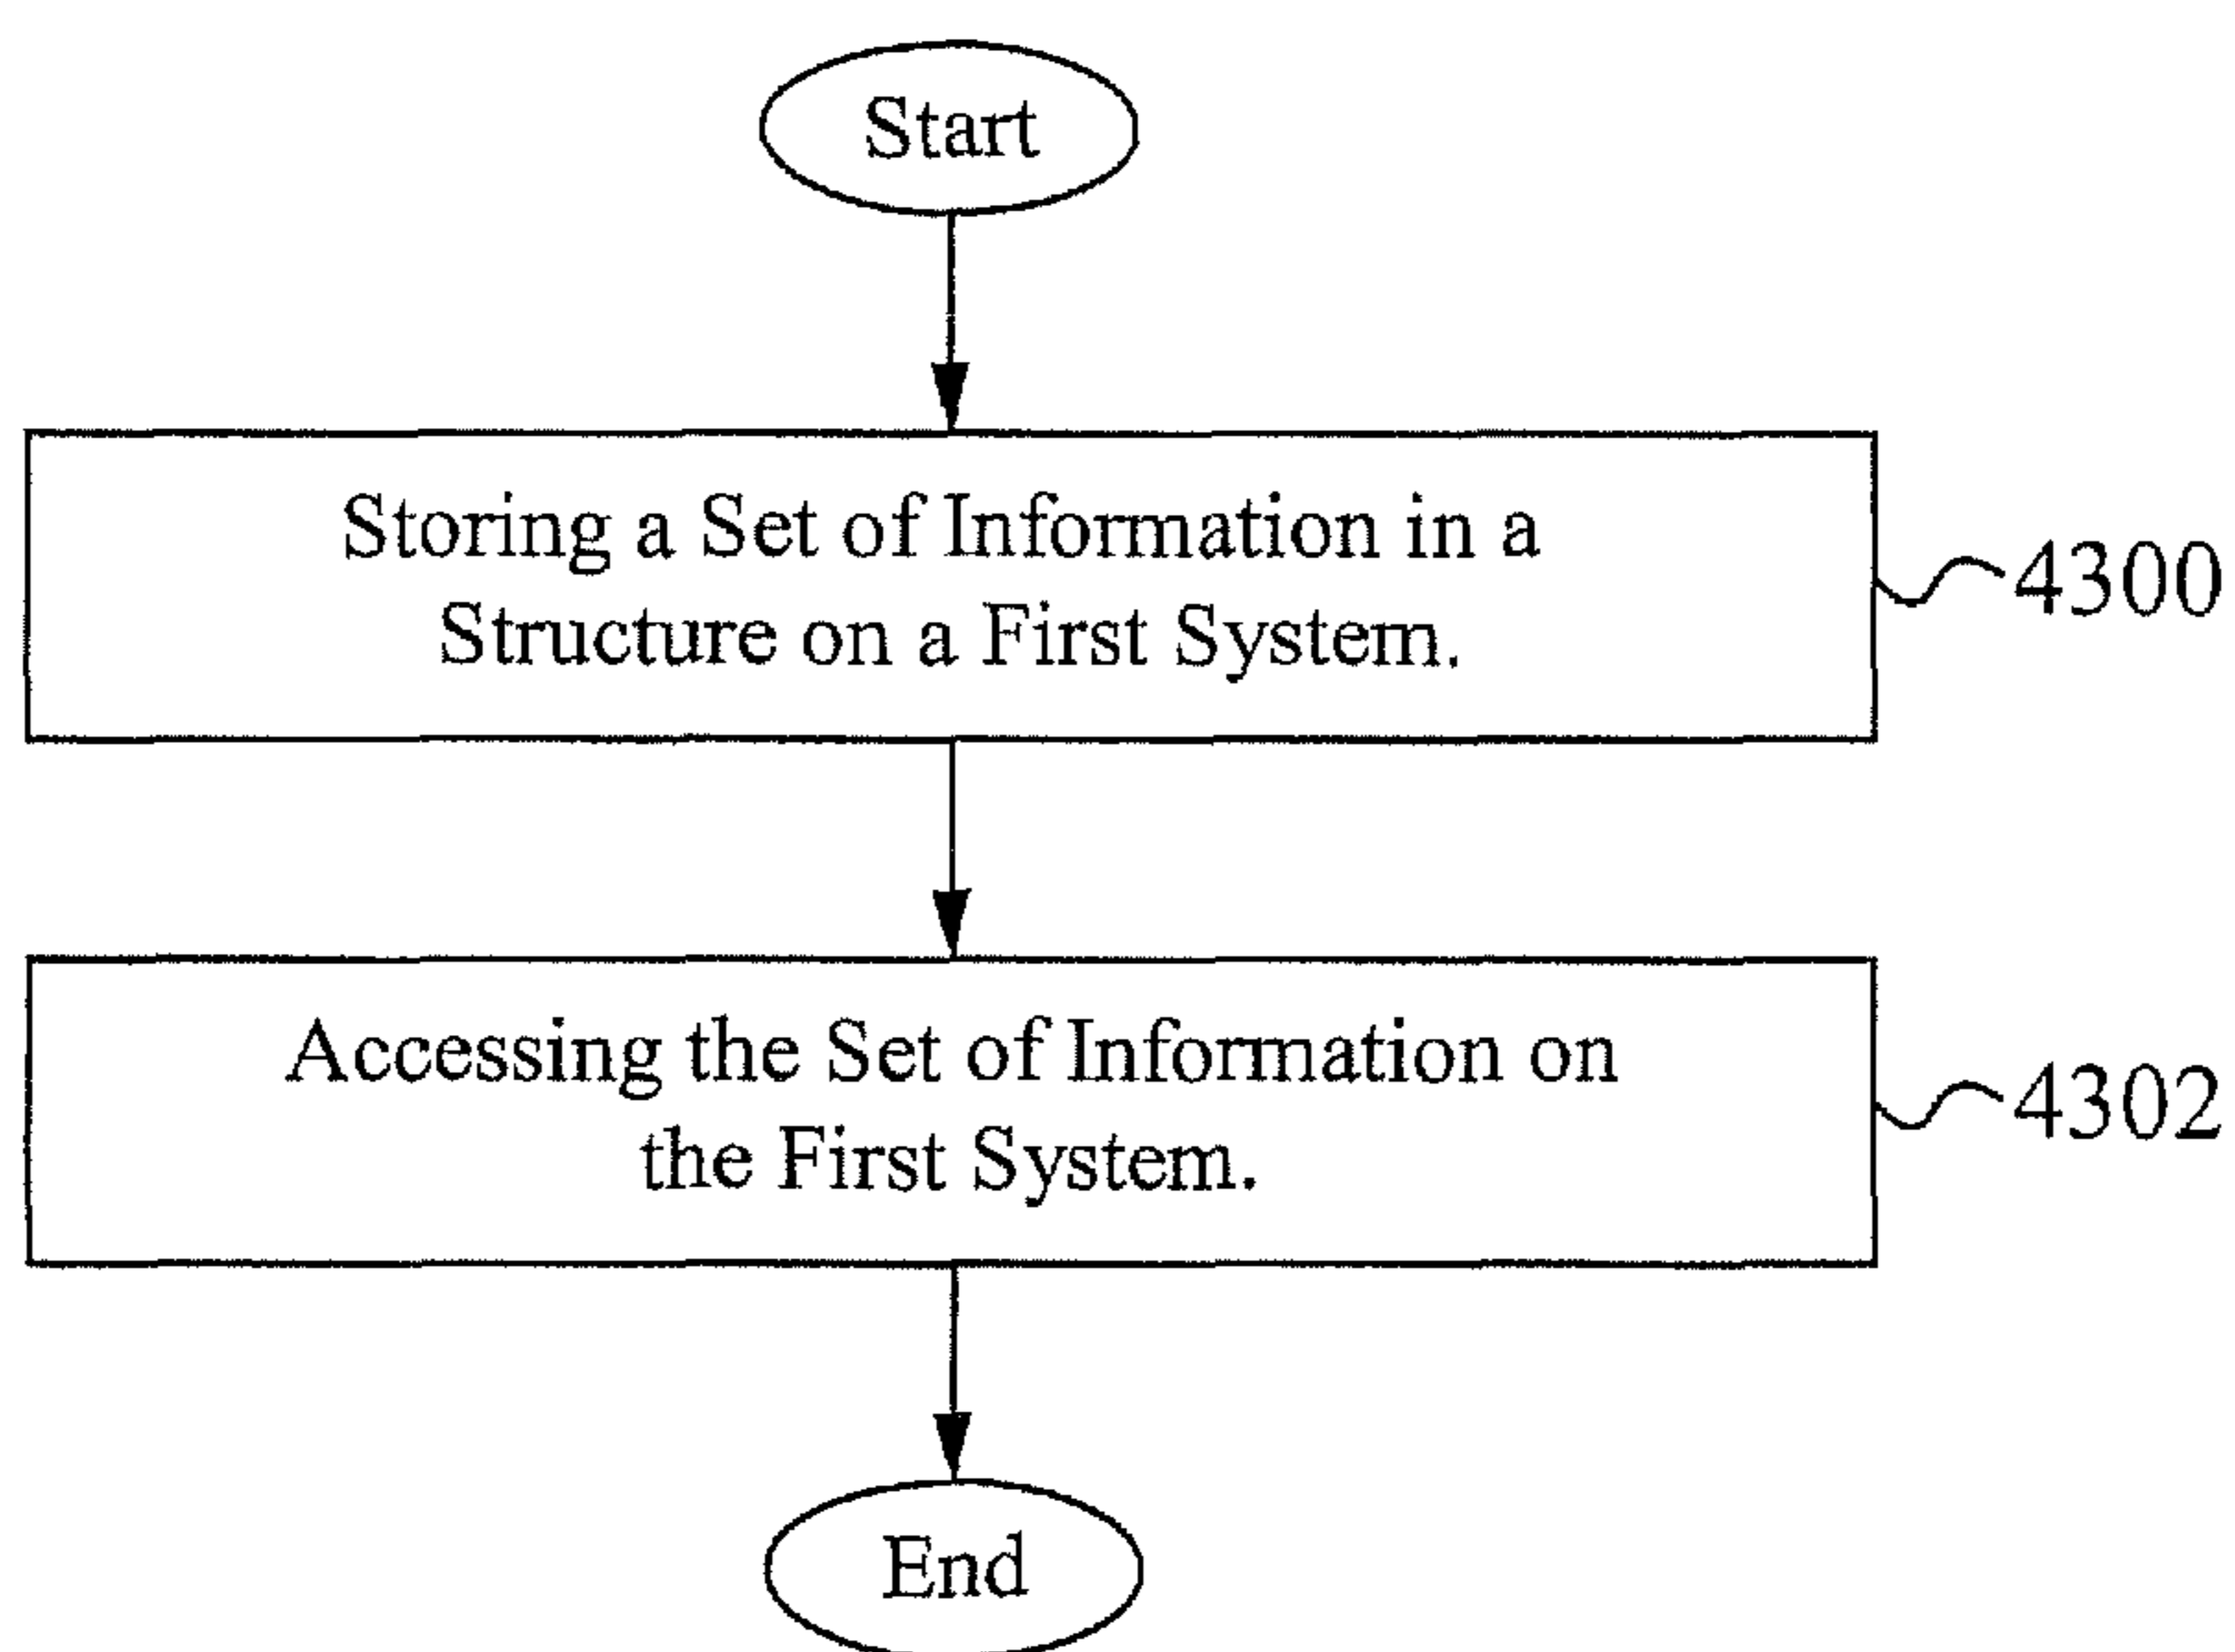 Start
Storing a Set of Information in a
Structure on a First System.
4300
Accessing the Set of Information on
the First System.
4302
End